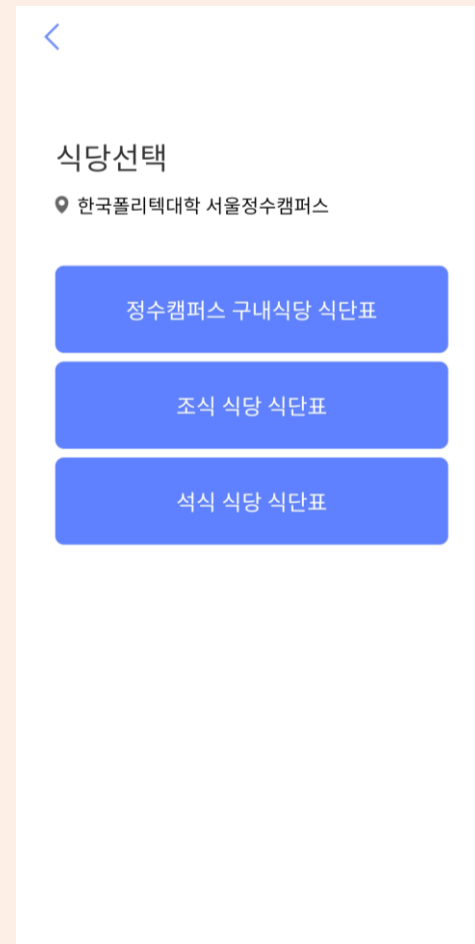 식당선택
한국폴리텍대학 서울정수캠퍼스
정수캠퍼스 구내식당 식단표
조식 식당 식단표
석식 식당 식단표